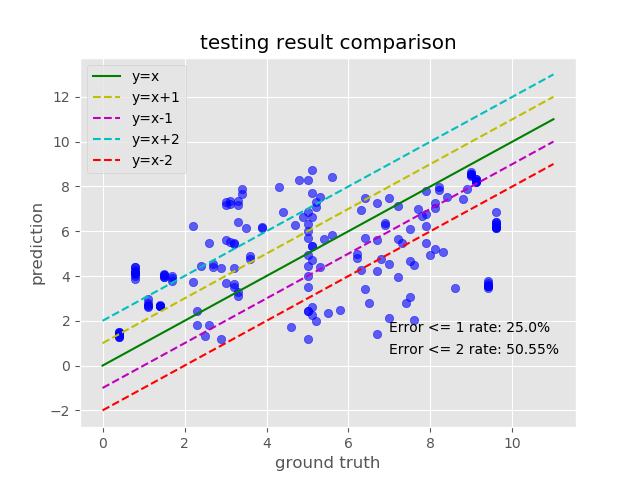 testing result comparison
y=x
y=x+1
y=x-1
y=x+2
y=x-2
12
10
8
6
4
2
0
−2
prediction
Error <= 1 rate: 25.0%
Error <= 2 rate: 50.55%
0 2 4 6 8 10
ground truth